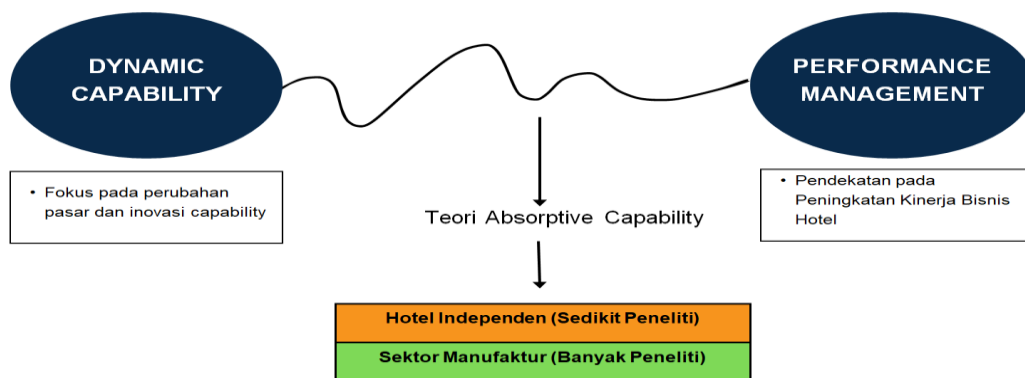 DYNAMIC
CAPABILITY
PERFORMANCE
MANAGEMENT
• Fokus pada perubahan
pasar dan inovasi capability
• Pendekatan pada
Peningkatan Kinerja Bisnis
Hotel
Teori Absorptive Capability
Hotel Independen (Sedikit Peneliti)
Sektor Manufaktur (Banyak Peneliti)